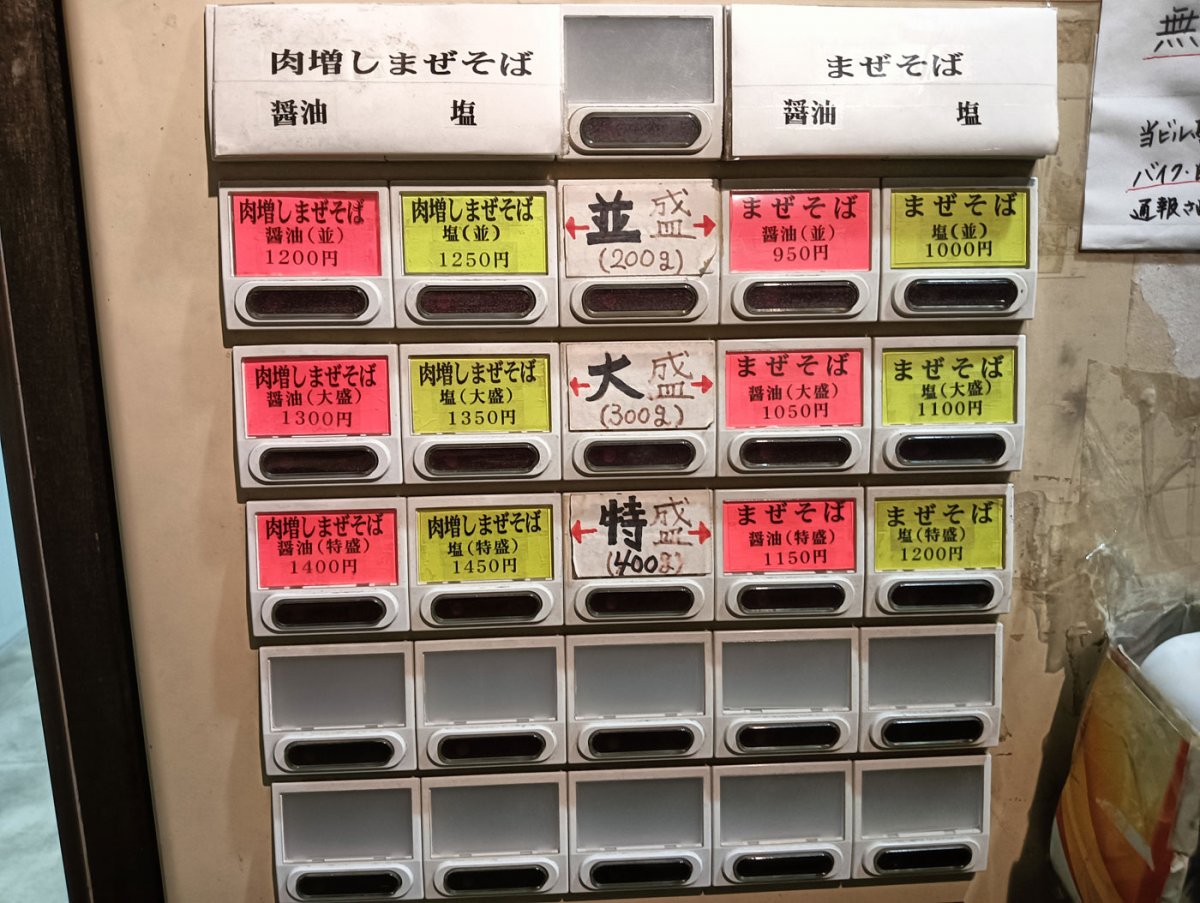 肉増しまぜそば
醤油 塩
まぜそば
醤油 塩
肉増しまぜそば
醤油(並)
1200円
肉増しまぜそば
塩(並)
1250円
並盛
(200g)
まぜそば
醤油(並)
950円
まぜそば
塩(並)
1000円
肉増しまぜそば
醤油(大盛)
1300円
肉増しまぜそば
塩(大盛)
1350円
大盛
(300g)
まぜそば
醤油(大盛)
1050円
まぜそば
塩(大盛)
1100円
肉増しまぜそば
醤油(特盛)
1400円
肉増しまぜそば
塩(特盛)
1450円
特盛
(400g)
まぜそば
醤油(特盛)
1150円
まぜそば
塩(特盛)
1200円
無
当ビル
バイク・
通報さ